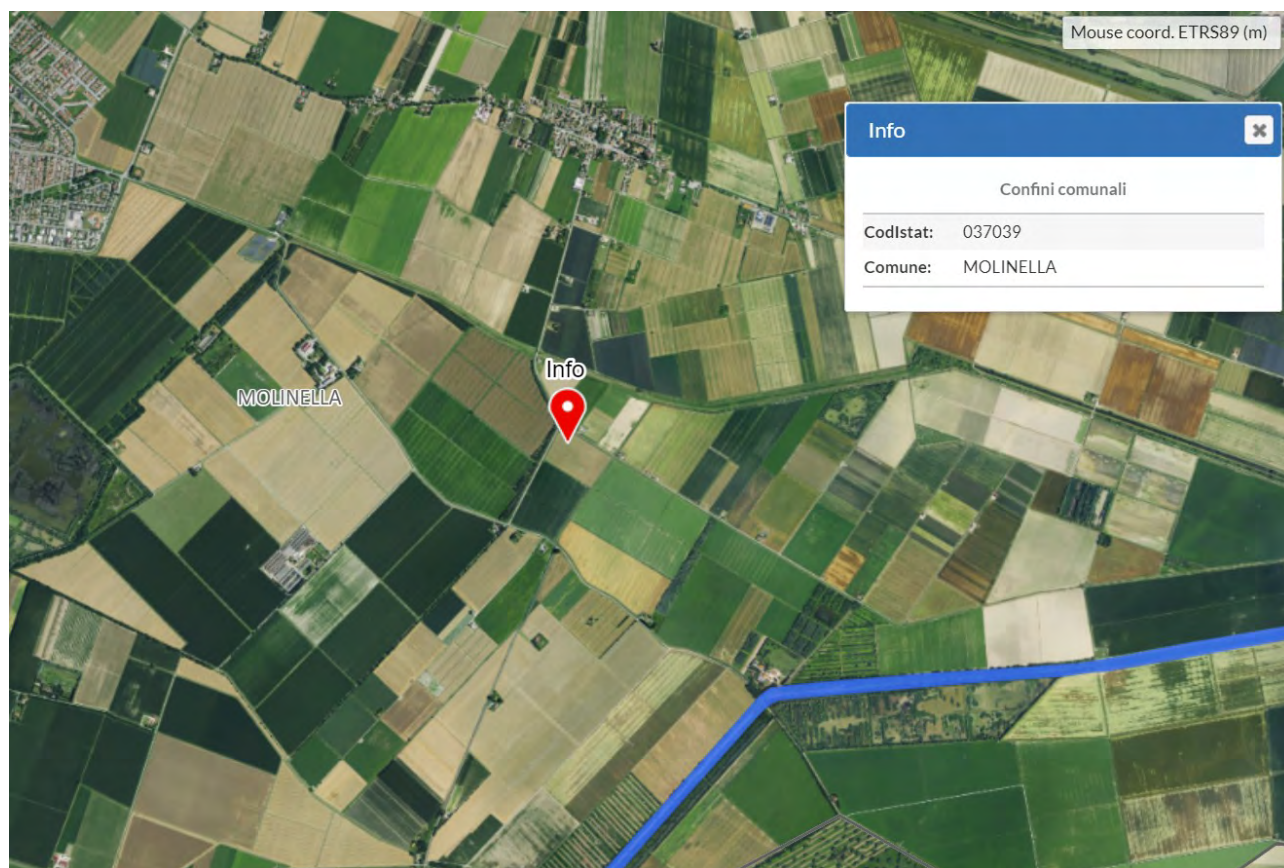 Mouse coord. ETRS89 (m)
Info
Confini comunali
CodIstat: 037039
Comune: MOLINELLA
Info
MOLINELLA